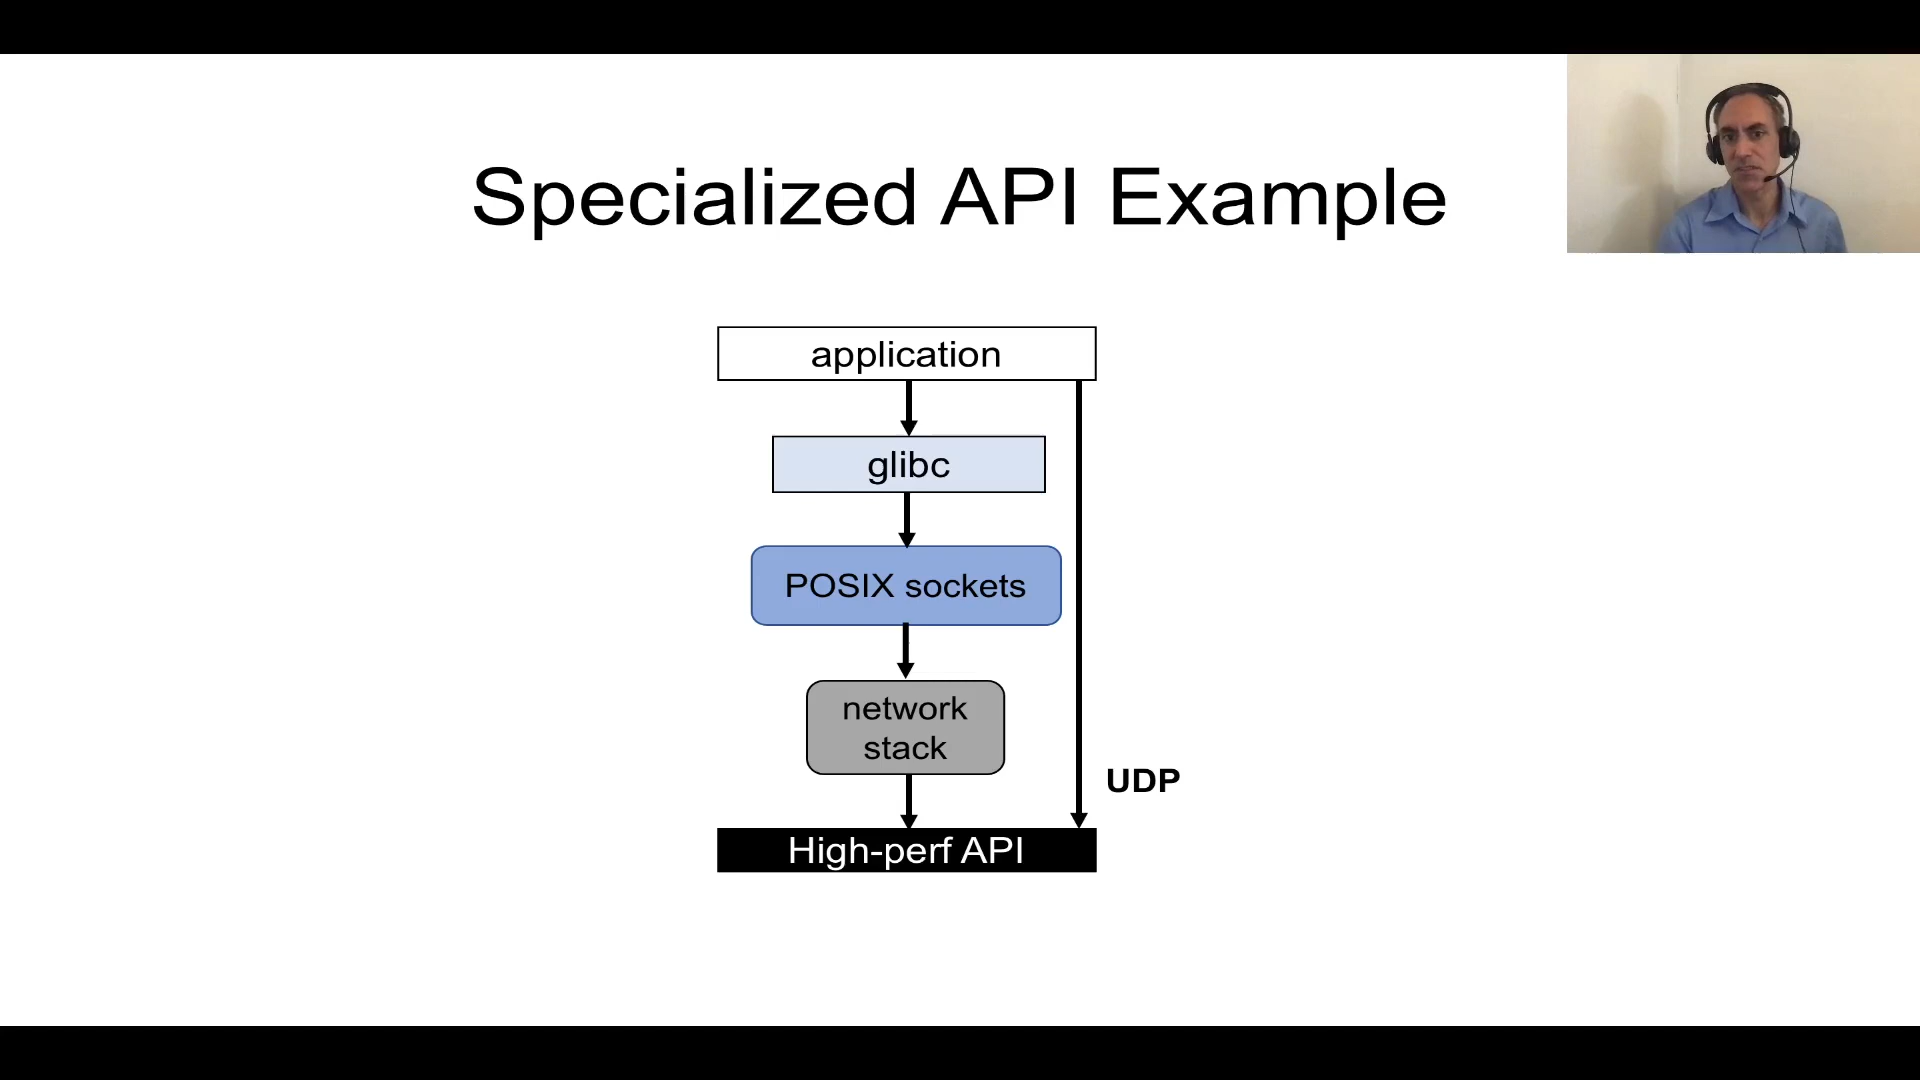 Specialized API Example
application
glibc
POSIX sockets
network
stack
UDP
High-perf API